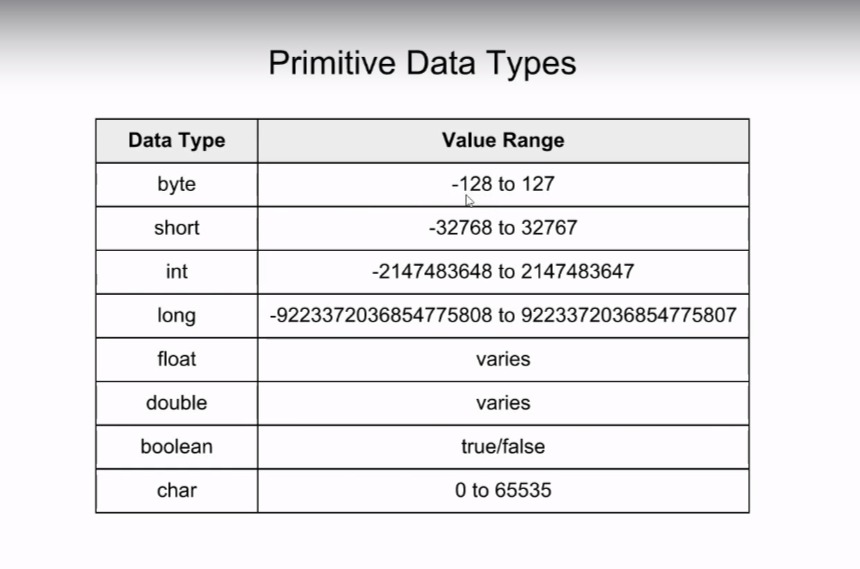 Primitive Data Types
Data Type Value Range
byte -128 to 127
short -32768 to 32767
int -2147483648 to 2147483647
long -9223372036854775808 to 9223372036854775807
float varies
double varies
boolean true/false
char 0 to 65535